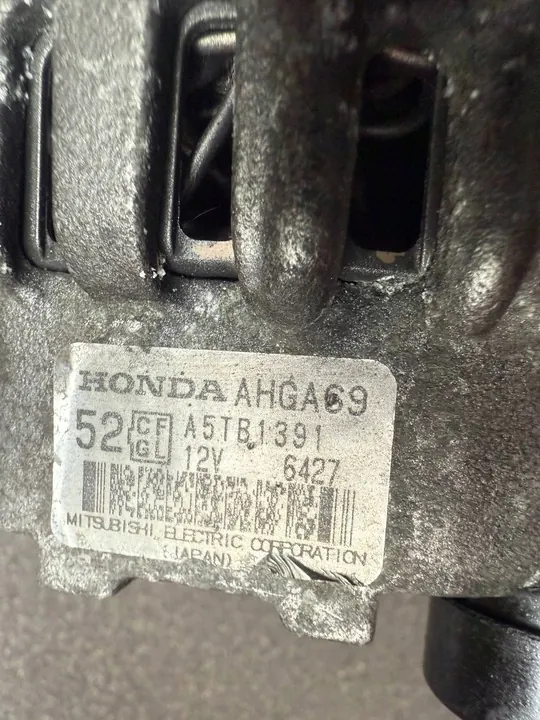 HONDA AHGA69
52 CF GL A5TB1391
12V 6427
MITSUBISHI ELECTRIC CORPORATION
(JAPAN)